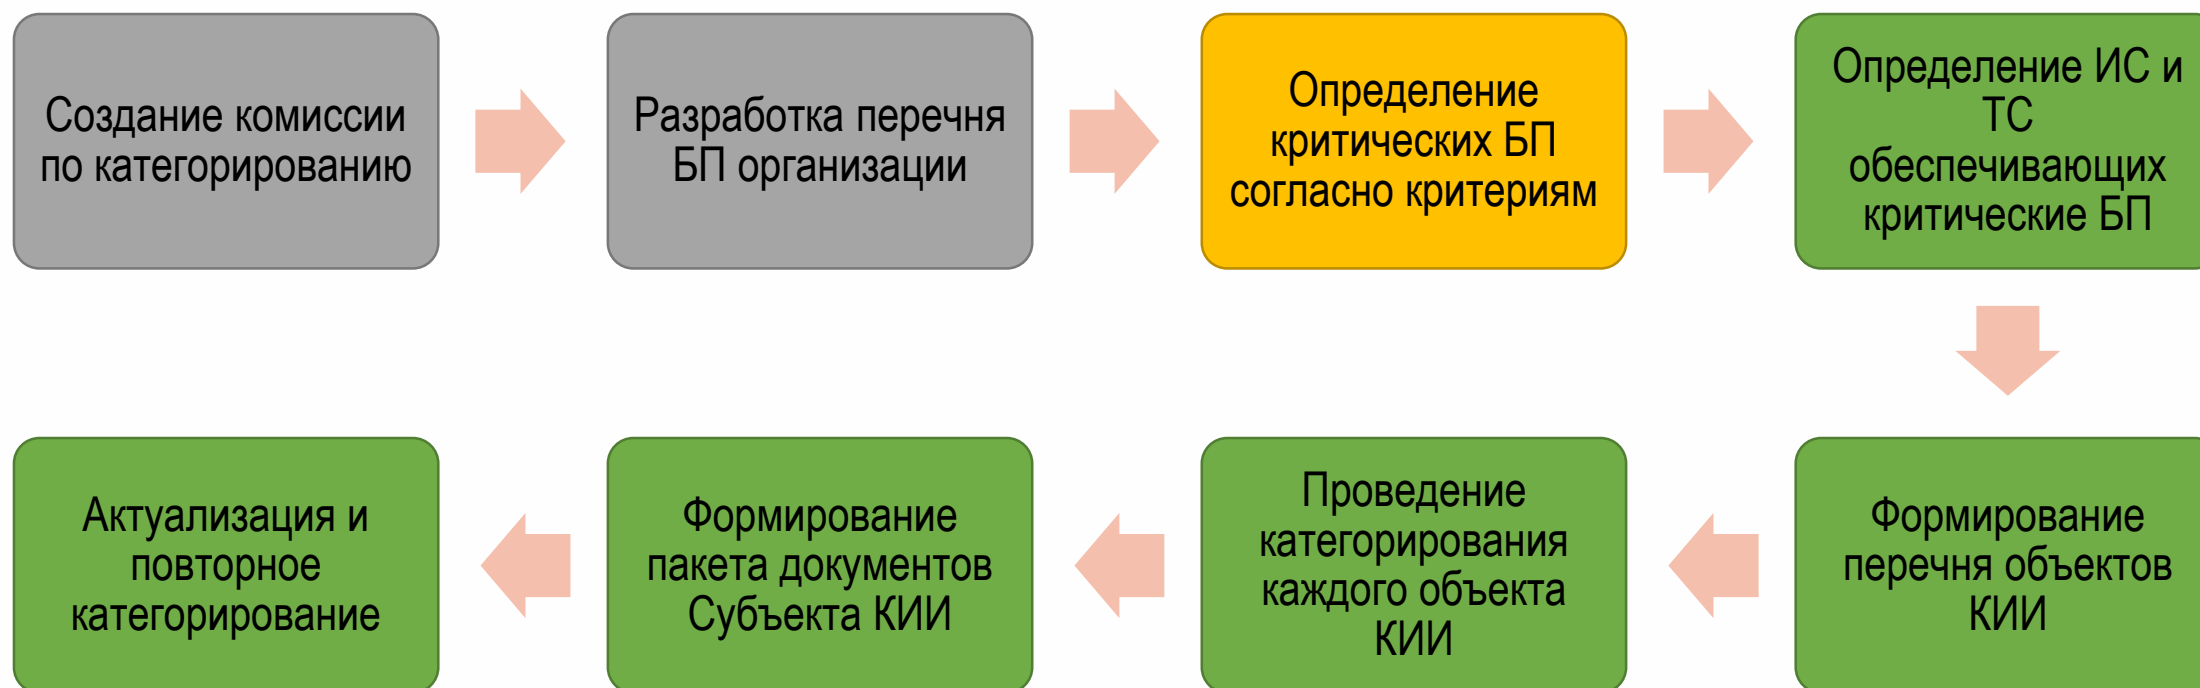 Создание комиссии
по категорированию
Разработка перечня
БП организации
Определение
критических БП
согласно критериям
Определение ИС и
ТС
обеспечивающих
критические БП
Формирование
перечня объектов
КИИ
Проведение
категорирования
каждого объекта
КИИ
Формирование
пакета документов
Субъекта КИИ
Актуализация и
повторное
категорирование